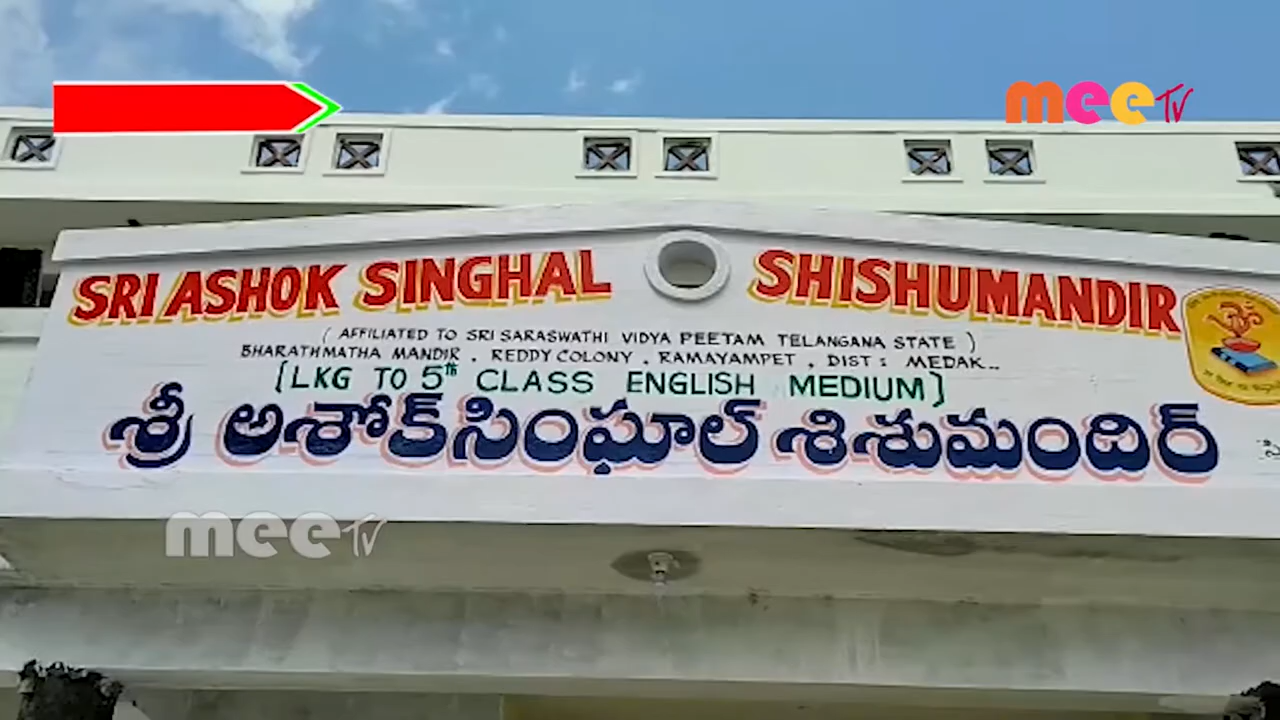 mee TV
SRI ASHOK SINGHAL SHISHUMANDIR
( AFFILIATED TO SRI SARASWATHI VIDYA PEETAM TELANGANA STATE )
BHARATHMATHA MANDIR . REDDY COLONY . RAMAYAMPET , DIST : MEDAK..
[LKG TO 5th CLASS ENGLISH MEDIUM]
శ్రీ అశోక్‌సింఘాల్ శిశుమందిర్
mee TV